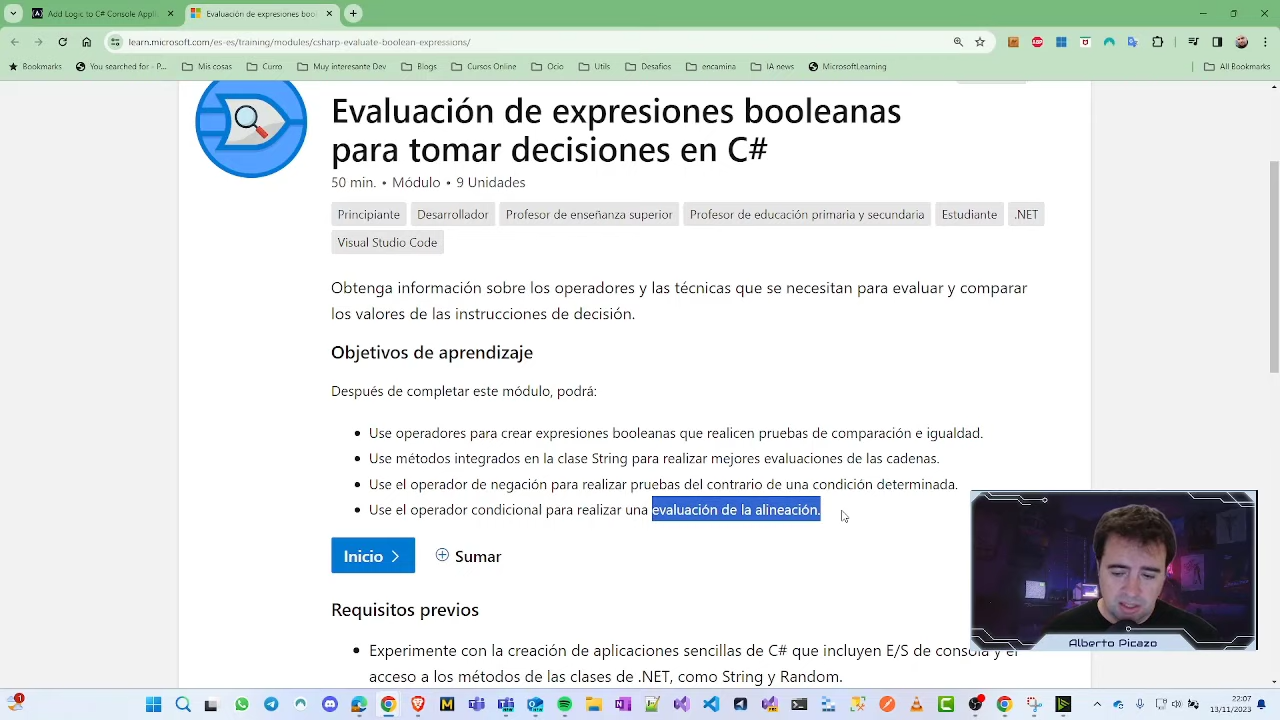 Add Logic to C# Console Appli
Evaluación de expresiones bool
learn.microsoft.com/es-es/training/modules/csharp-evaluate-boolean-expressions/
Bookmarks
You searched for - P...
Mis cosas
Curro
Muy interesante Dev
Blogs
Cursos Online
Ocio
Utils
Desafios
encamina
IA news
MicrosoftLearning
All Bookmarks
Evaluación de expresiones booleanas
para tomar decisiones en C#
50 min. • Módulo • 9 Unidades
Principiante
Desarrollador
Profesor de enseñanza superior
Profesor de educación primaria y secundaria
Estudiante
.NET
Visual Studio Code
Obtenga información sobre los operadores y las técnicas que se necesitan para evaluar y comparar
los valores de las instrucciones de decisión.
Objetivos de aprendizaje
Después de completar este módulo, podrá:
• Use operadores para crear expresiones booleanas que realicen pruebas de comparación e igualdad.
• Use métodos integrados en la clase String para realizar mejores evaluaciones de las cadenas.
• Use el operador de negación para realizar pruebas del contrario de una condición determinada.
• Use el operador condicional para realizar una evaluación de la alineación.
Inicio
Sumar
Requisitos previos
• Experimente con la creación de aplicaciones sencillas de C# que incluyen E/S de consola y el
acceso a los métodos de las clases de .NET, como String y Random.
Alberto Picazo
22:07
13/11/2023